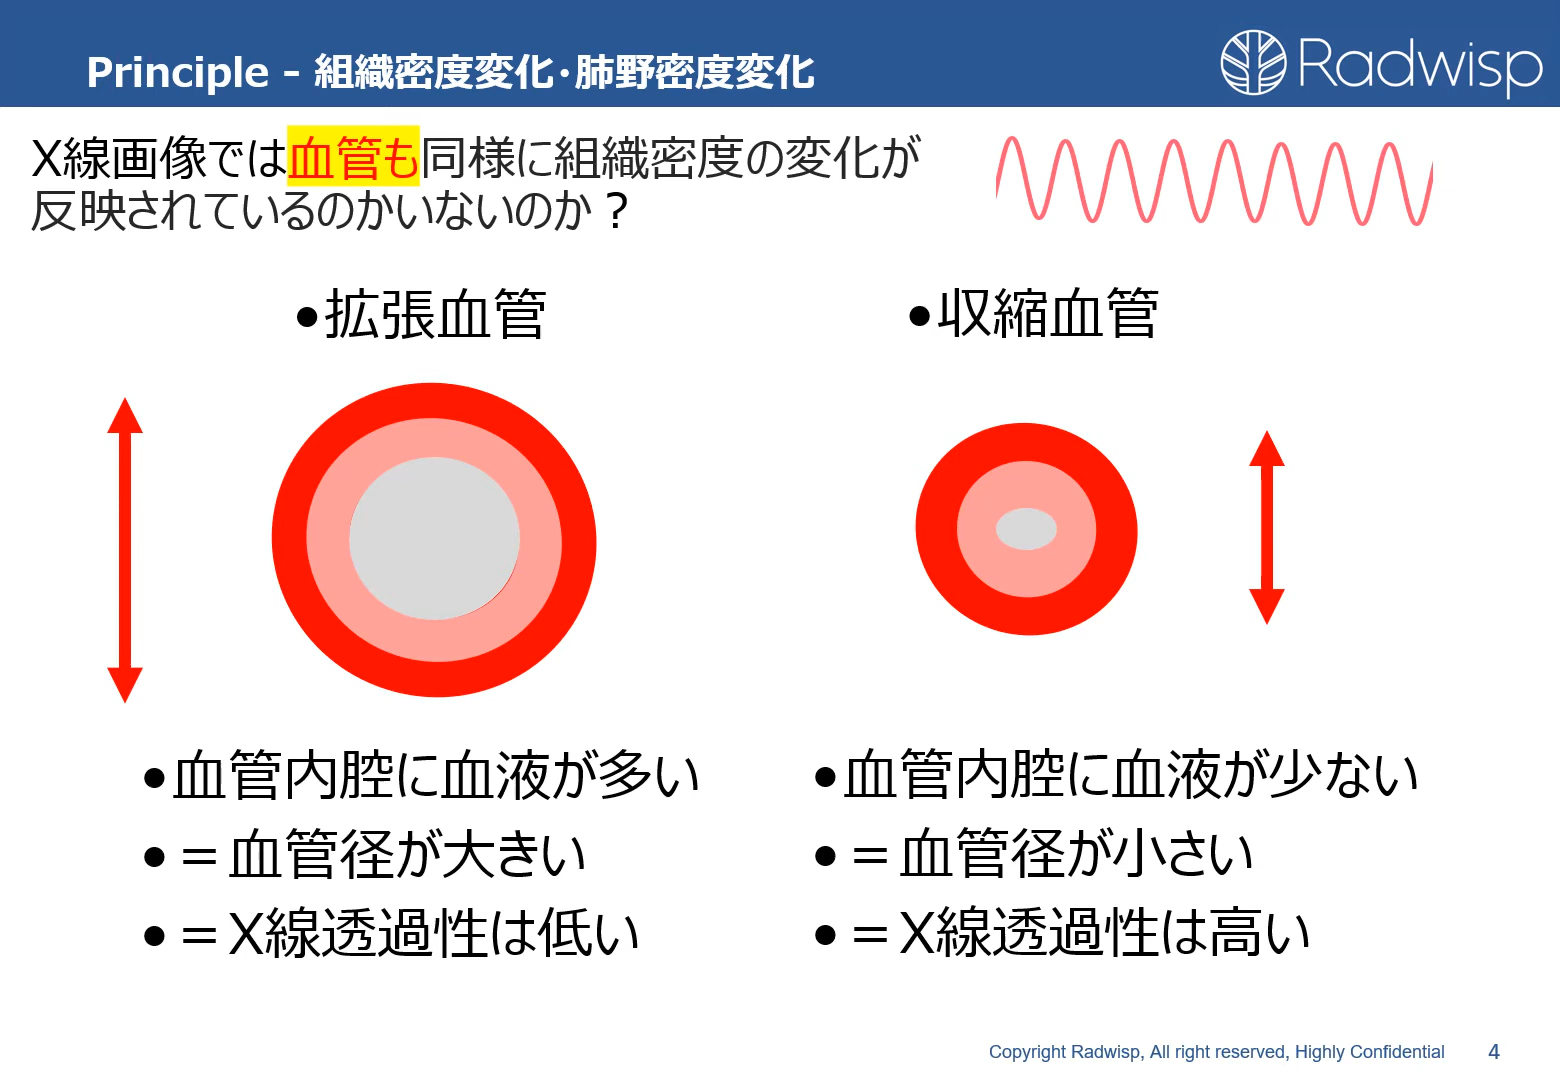 Principle - 組織密度変化･肺野密度変化
Radwisp
X線画像では血管も同様に組織密度の変化が
反映されているのかいないのか？
•拡張血管
•収縮血管
•血管内腔に血液が多い
•＝血管径が大きい
•＝X線透過性は低い
•血管内腔に血液が少ない
•＝血管径が小さい
•＝X線透過性は高い
Copyright Radwisp, All right reserved, Highly Confidential
4